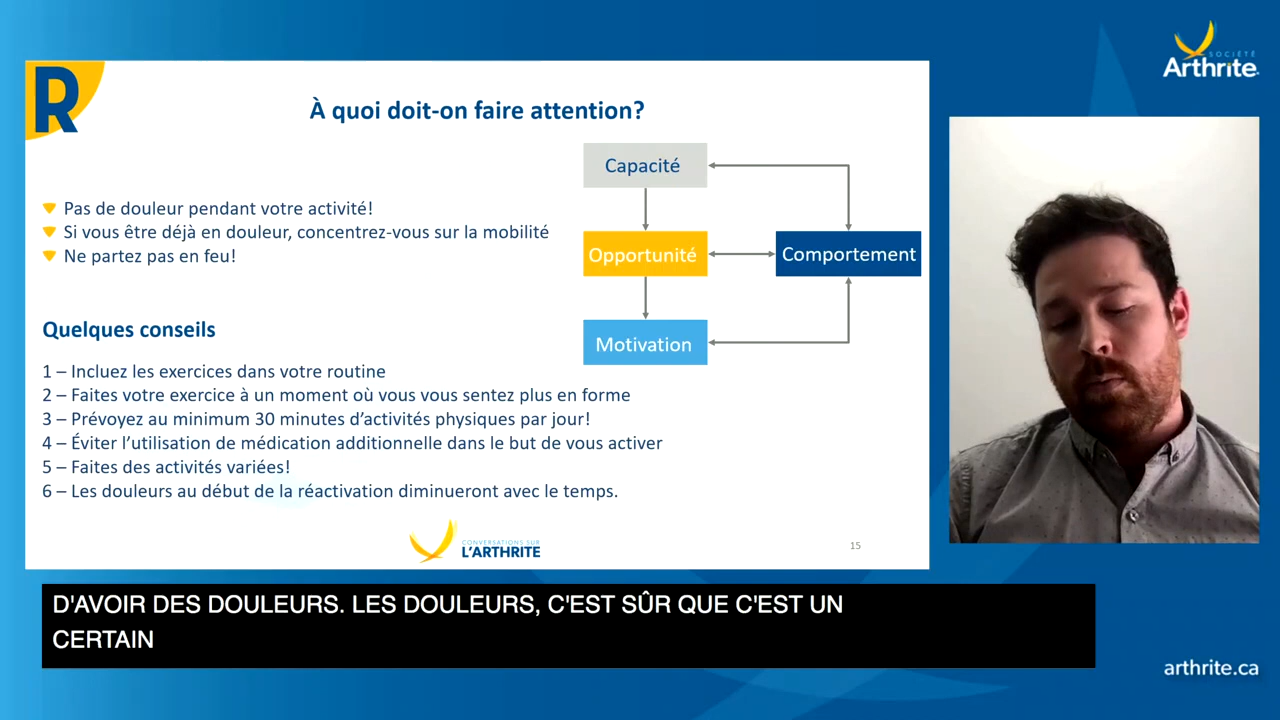 R
À quoi doit-on faire attention?
Pas de douleur pendant votre activité!
Si vous être déjà en douleur, concentrez-vous sur la mobilité
Ne partez pas en feu!
Capacité
Opportunité
Comportement
Motivation
Quelques conseils
1 – Incluez les exercices dans votre routine
2 – Faites votre exercice à un moment où vous vous sentez plus en forme
3 – Prévoyez au minimum 30 minutes d’activités physiques par jour!
4 – Éviter l’utilisation de médication additionnelle dans le but de vous activer
5 – Faites des activités variées!
6 – Les douleurs au début de la réactivation diminueront avec le temps.
CONVERSATIONS SUR
L'ARTHRITE
15
SOCIÉTÉ
Arthrite
D'AVOIR DES DOULEURS. LES DOULEURS, C'EST SÛR QUE C'EST UN
CERTAIN
arthrite.ca